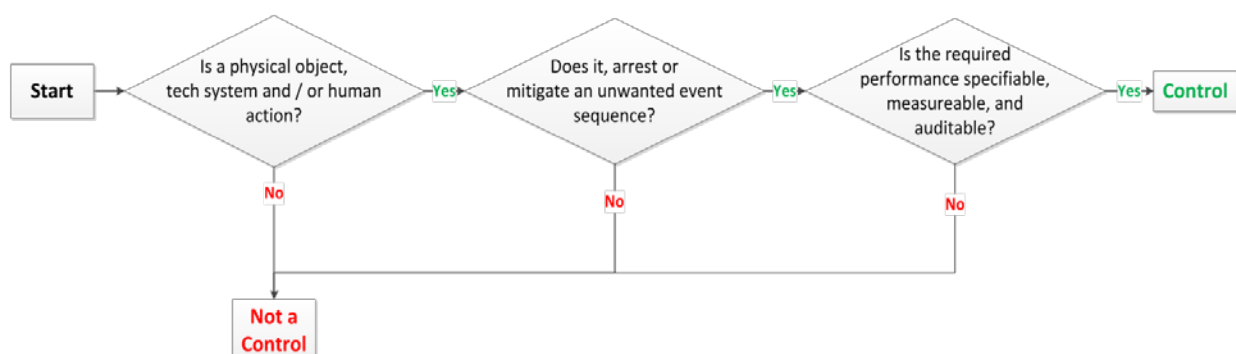 Start
Is a physical object,
tech system and / or human
action?
Yes
Does it, arrest or
mitigate an unwanted event
sequence?
Yes
Is the required
performance specifiable,
measureable, and
auditable?
Yes
Control
No
No
No
Not a
Control